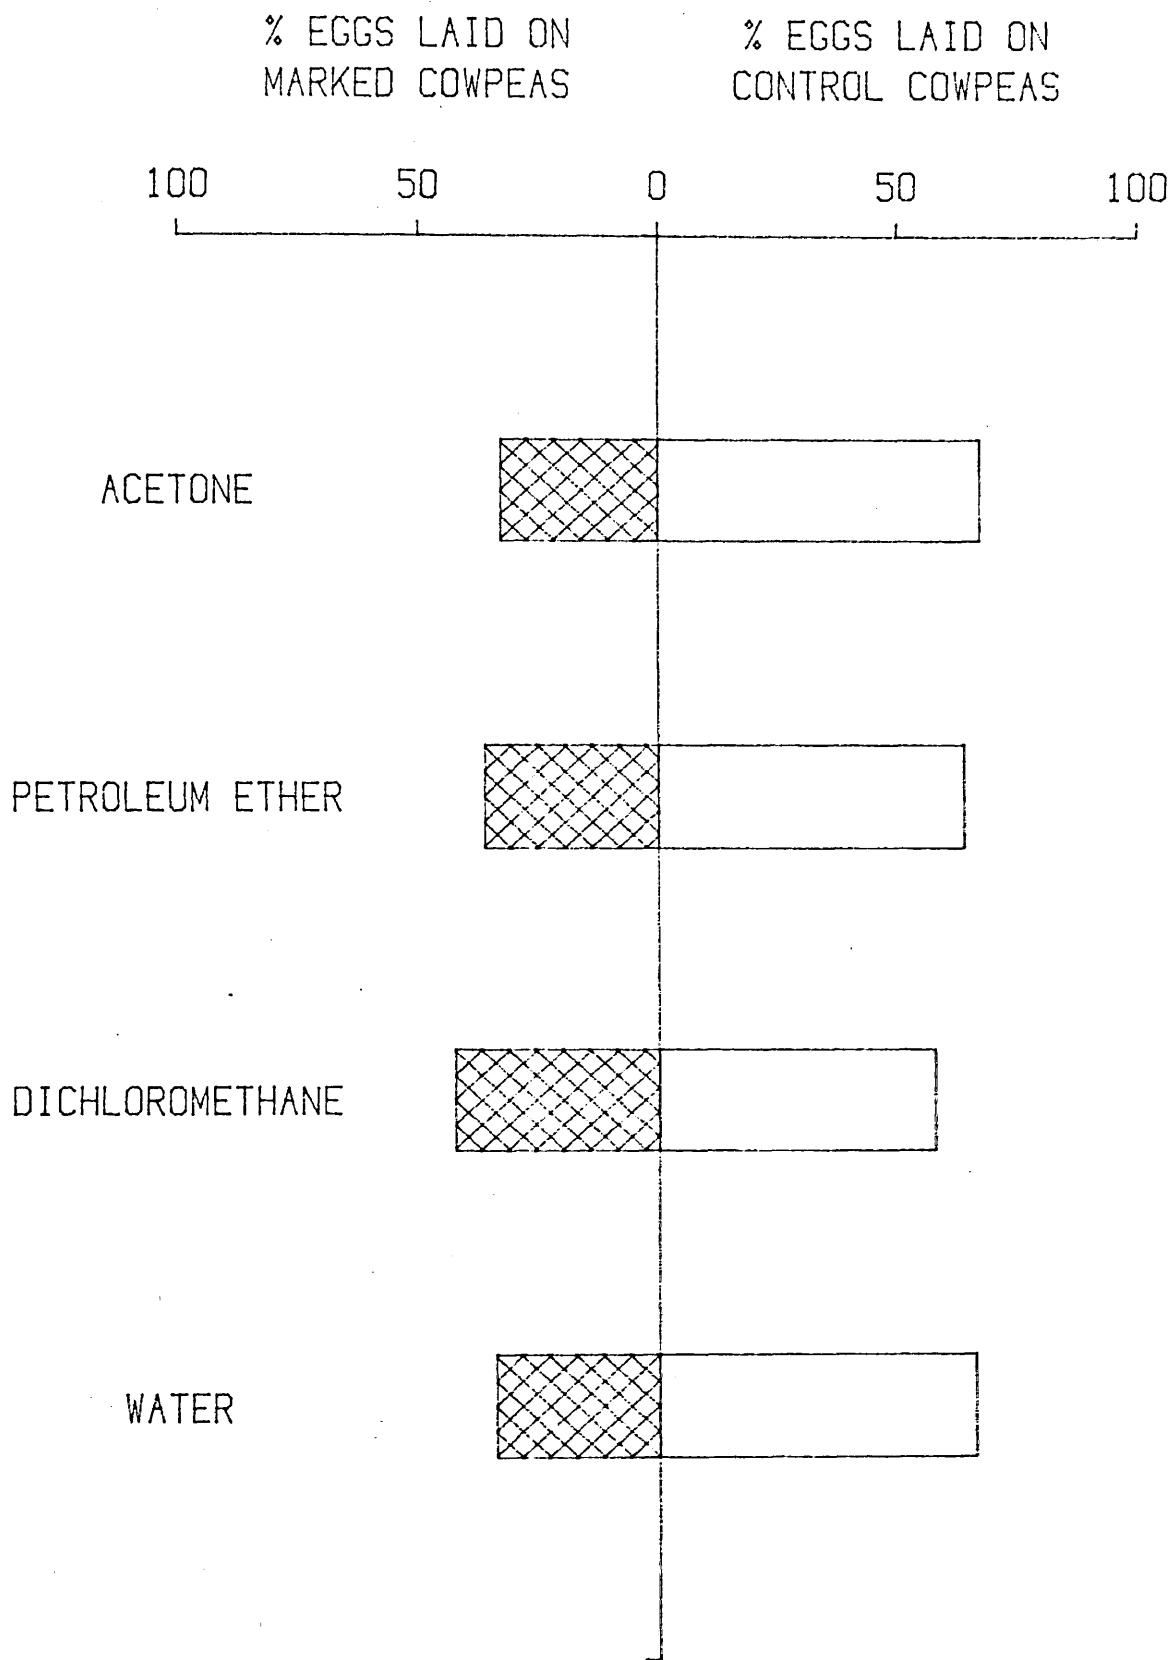 % EGGS LAID ON
MARKED COWPEAS
% EGGS LAID ON
CONTROL COWPEAS
100 50 0 50 100
ACETONE
PETROLEUM ETHER
DICHLOROMETHANE
WATER